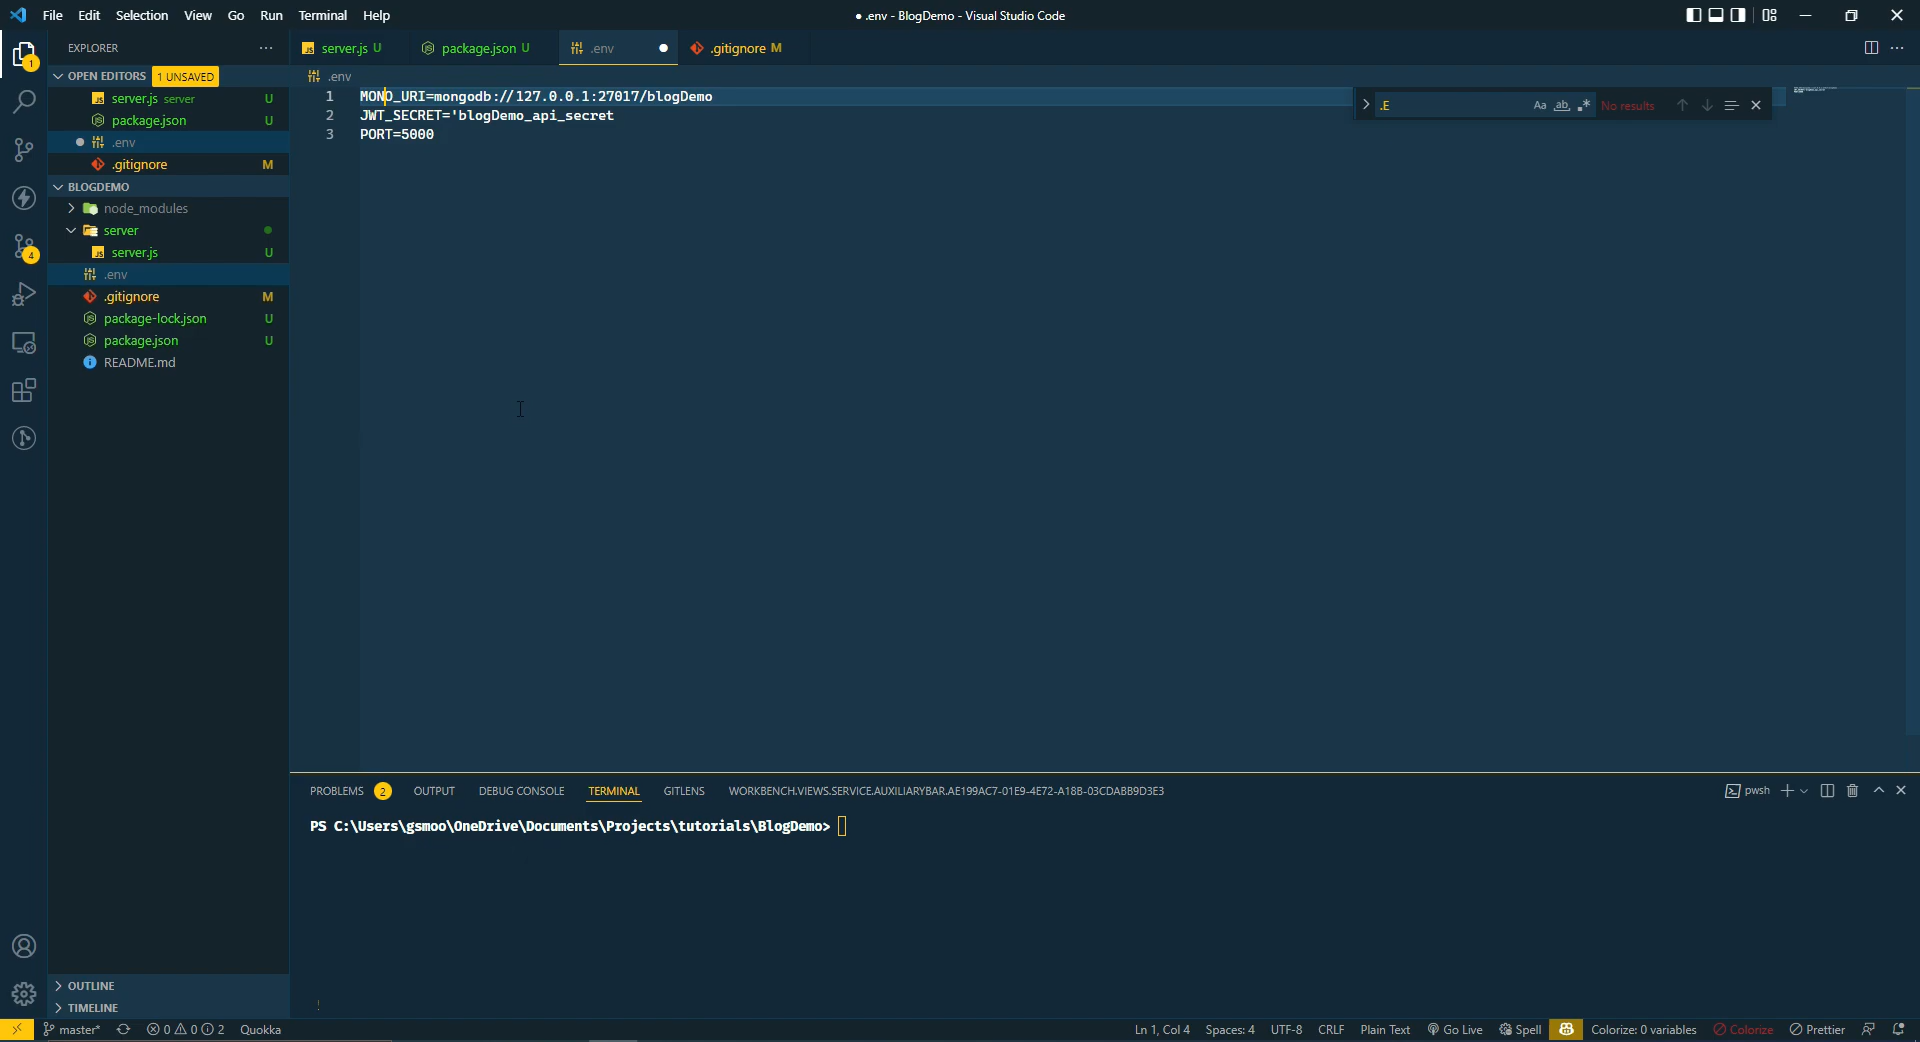 File Edit Selection View Go Run Terminal Help
● .env - BlogDemo - Visual Studio Code
EXPLORER
OPEN EDITORS 1 UNSAVED
server.js server U
package.json U
.env
.gitignore M
BLOGDEMO
node_modules
server
server.js U
.env
.gitignore M
package-lock.json U
package.json U
README.md
OUTLINE
TIMELINE
1
4
server.js U package.json U .env .gitignore M
.env
1 MONO_URI=mongodb://127.0.0.1:27017/blogDemo
2 JWT_SECRET='blogDemo_api_secret
3 PORT=5000
.E Aa ab .* No results
PROBLEMS 2 OUTPUT DEBUG CONSOLE TERMINAL GITLENS WORKBENCH.VIEWS.SERVICE.AUXILIARYBAR.AE199AC7-01E9-4E72-A18B-03CDABB9D3E3
pwsh
PS C:\Users\gsmoo\OneDrive\Documents\Projects\tutorials\BlogDemo>
master* 0 0 2 Quokka
Ln 1, Col 4 Spaces: 4 UTF-8 CRLF Plain Text Go Live Spell Colorize: 0 variables Colorize Prettier